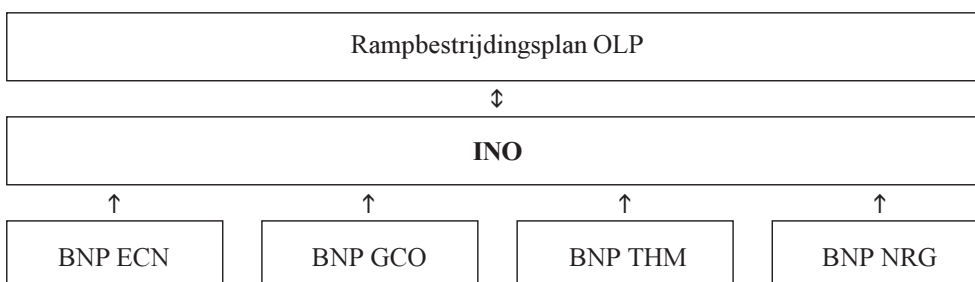 Rampbestrijdingsplan OLP
↕
INO
↑ ↑ ↑ ↑
BNP ECN BNP GCO BNP THM BNP NRG